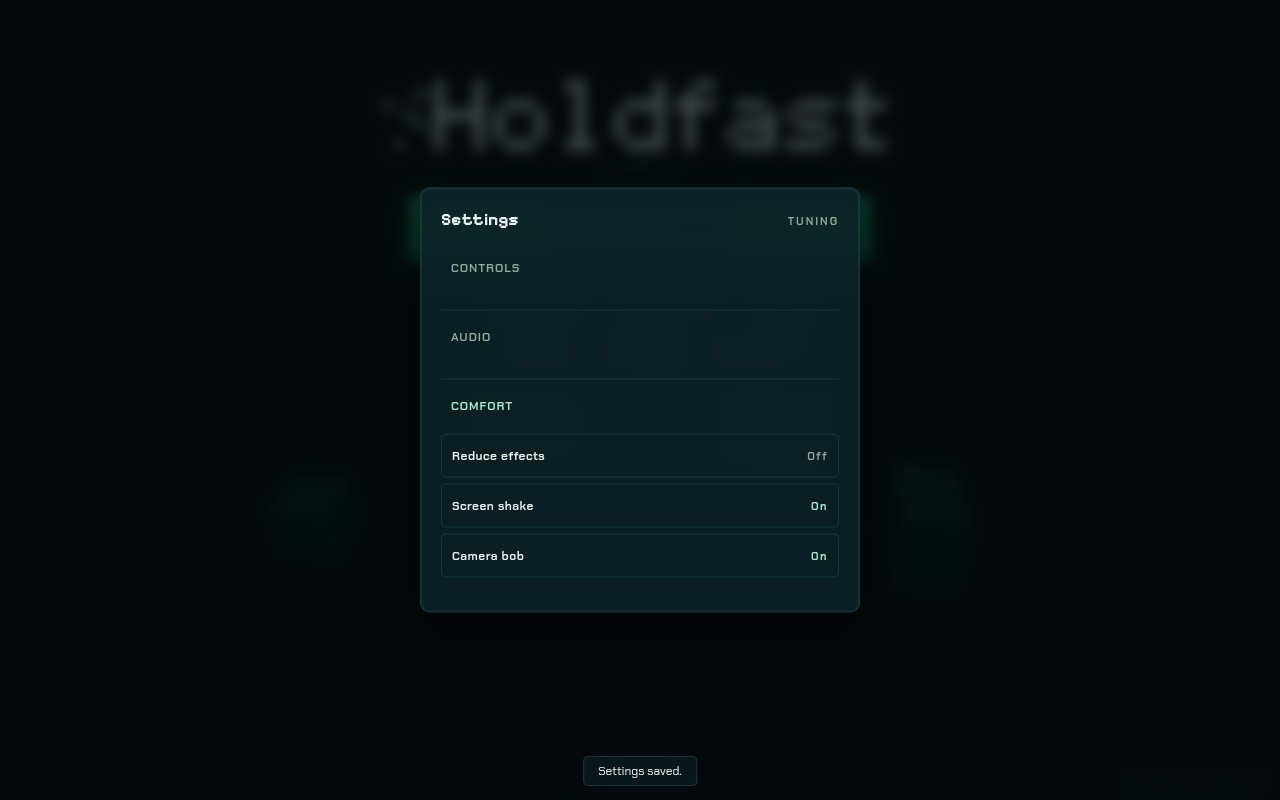 Holdfast
Settings
TUNING
CONTROLS
AUDIO
COMFORT
Reduce effects Off
Screen shake On
Camera bob On
Settings saved.